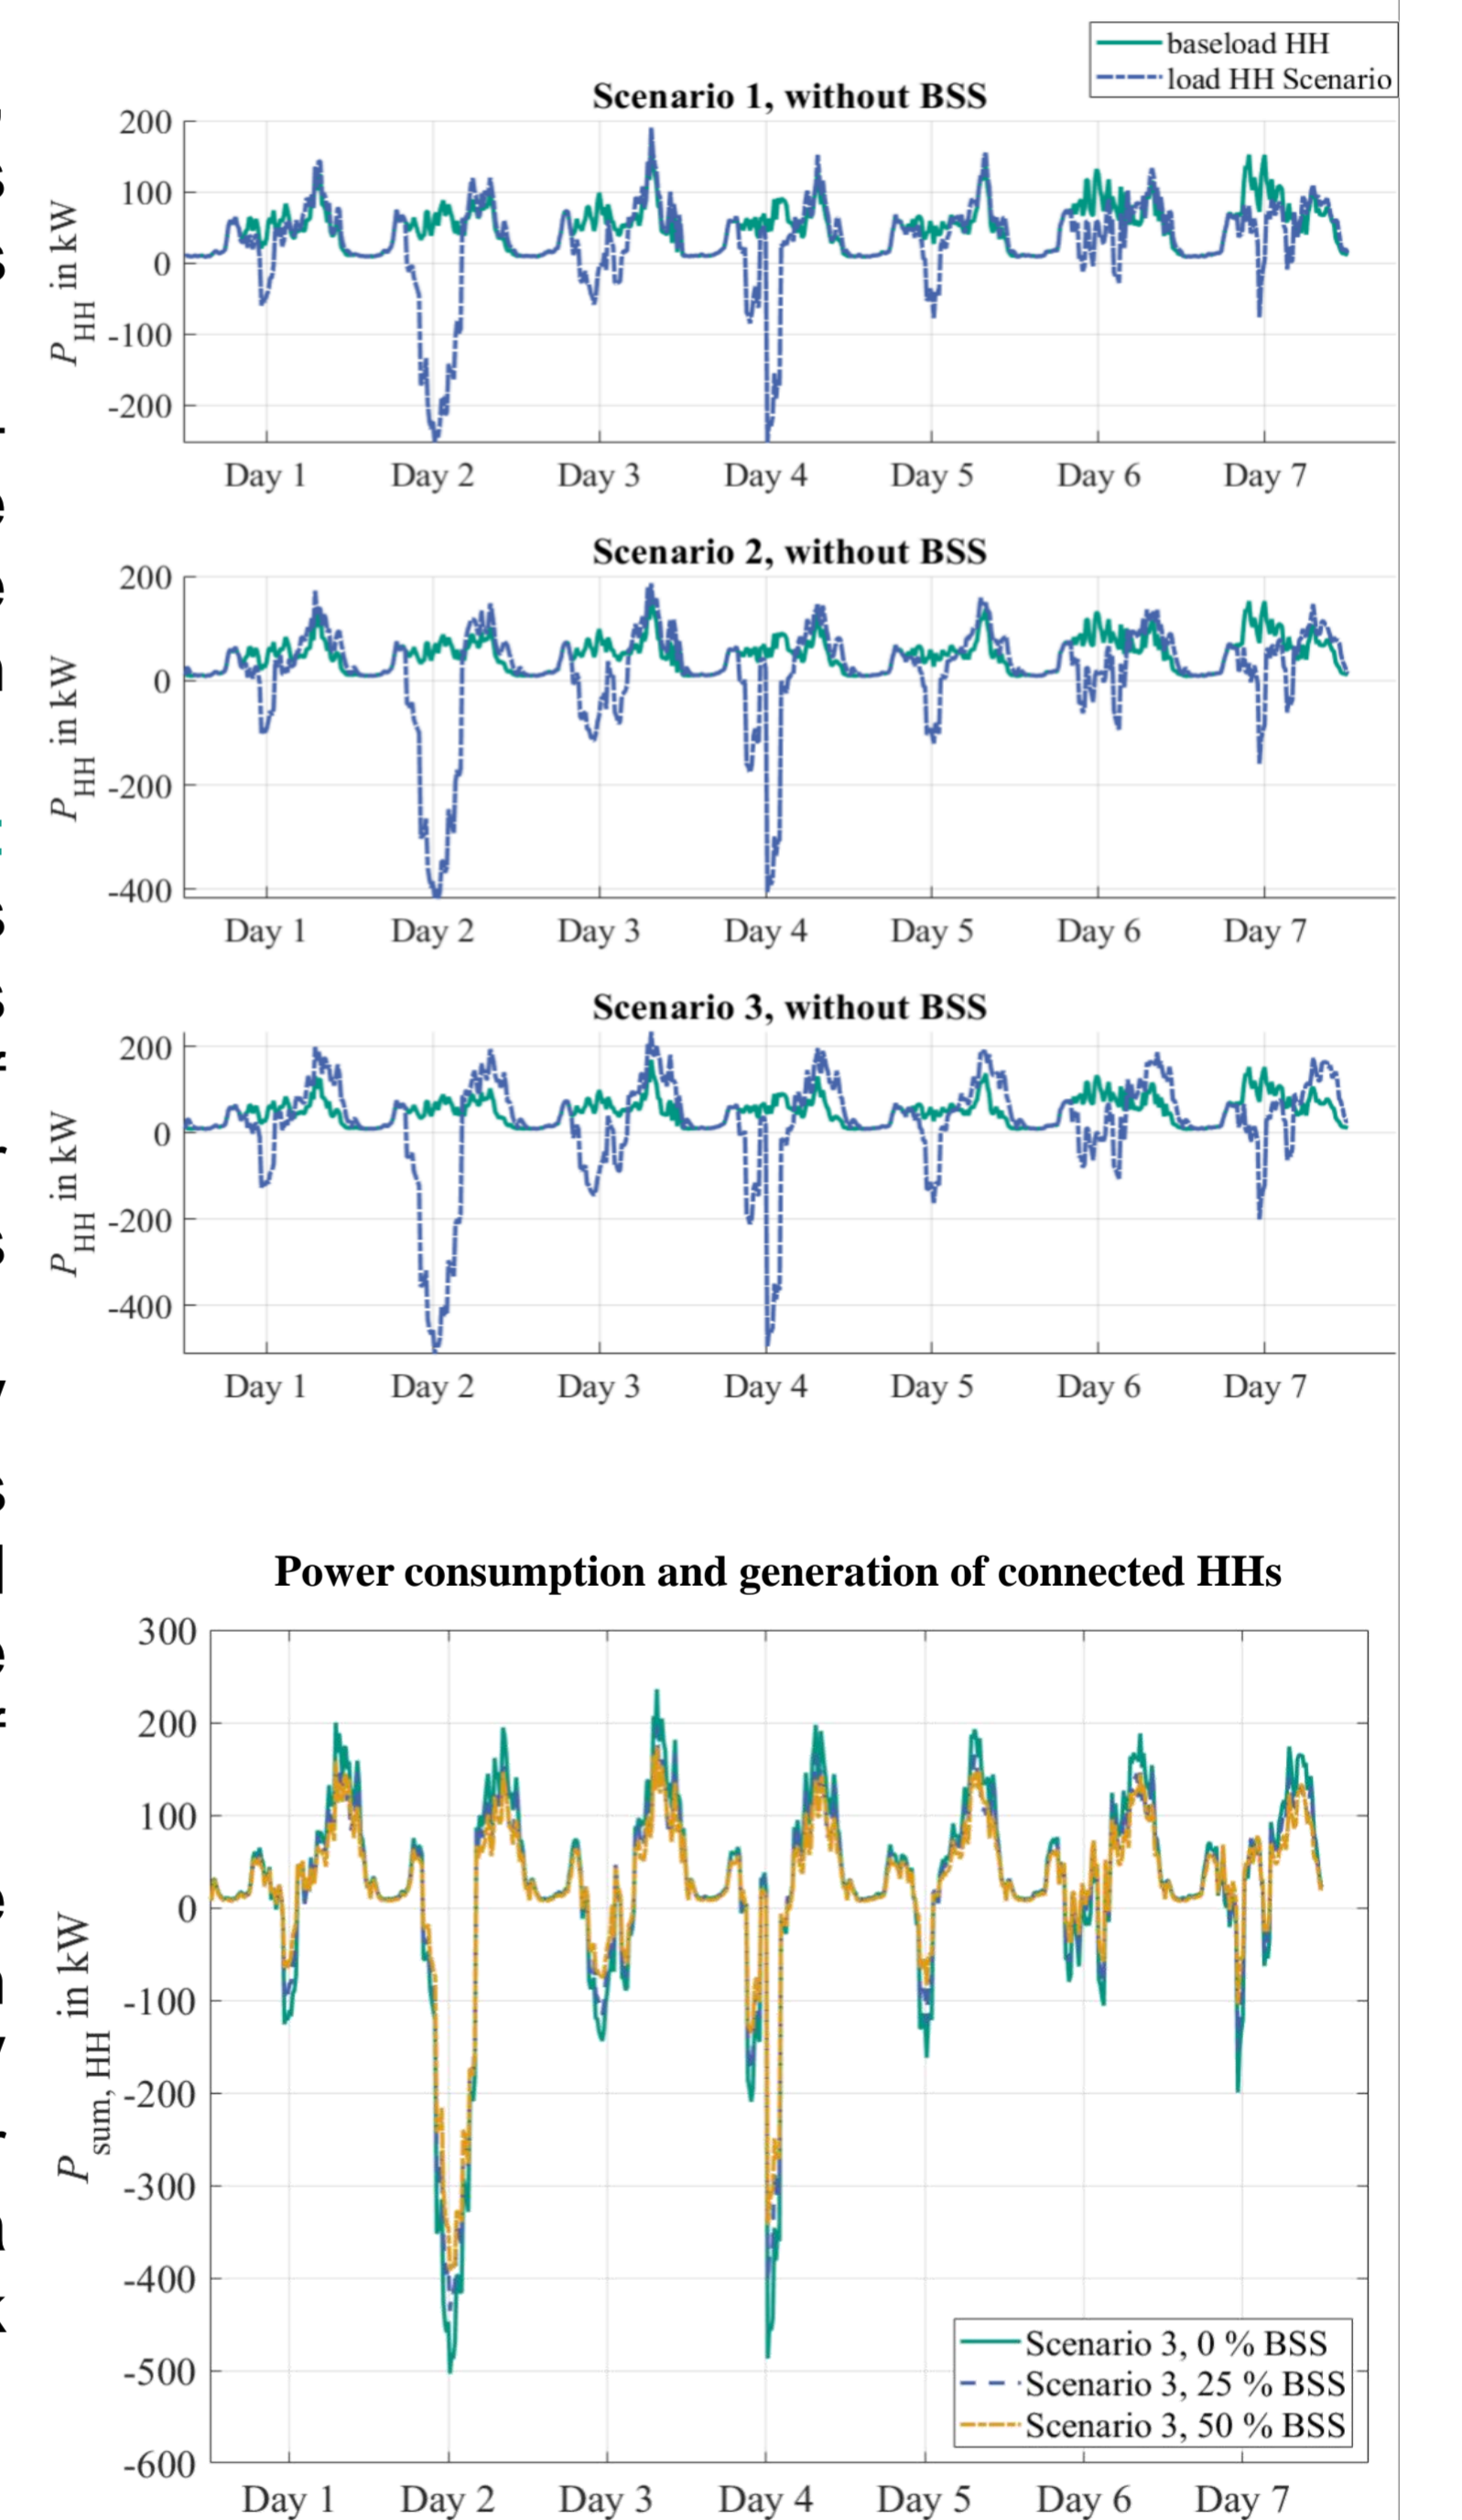 baseload HH
load HH Scenario
Scenario 1, without BSS
200
100
0
-100
-200
P HH in kW
Day 1 Day 2 Day 3 Day 4 Day 5 Day 6 Day 7
Scenario 2, without BSS
200
0
-200
-400
P HH in kW
Day 1 Day 2 Day 3 Day 4 Day 5 Day 6 Day 7
Scenario 3, without BSS
200
0
-200
-400
P HH in kW
Day 1 Day 2 Day 3 Day 4 Day 5 Day 6 Day 7
Power consumption and generation of connected HHs
300
200
100
0
-100
-200
-300
-400
-500
-600
P sum, HH in kW
Scenario 3, 0 % BSS
Scenario 3, 25 % BSS
Scenario 3, 50 % BSS
Day 1 Day 2 Day 3 Day 4 Day 5 Day 6 Day 7